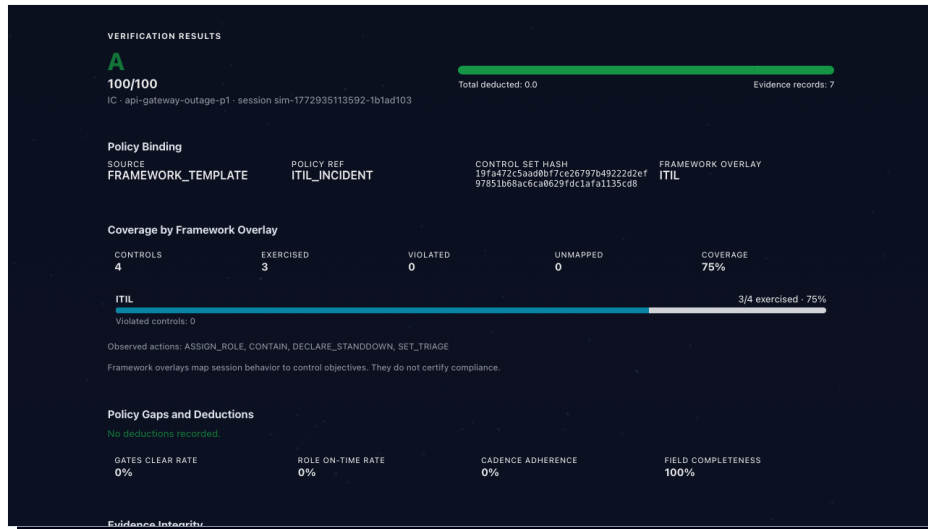 VERIFICATION RESULTS
A
100/100
Total deducted: 0.0
Evidence records: 7
IC · api-gateway-outage-p1 · session sim-1772935113592-1b1ad103
Policy Binding
SOURCE
FRAMEWORK_TEMPLATE
POLICY REF
ITIL_INCIDENT
CONTROL SET HASH
19fa472c5aad0bf7ce26797b49222d2ef
97851b68ac6ca0629fdc1afa1135cd8
FRAMEWORK OVERLAY
ITIL
Coverage by Framework Overlay
CONTROLS
4
EXERCISED
3
VIOLATED
0
UNMAPPED
0
COVERAGE
75%
ITIL
3/4 exercised · 75%
Violated controls: 0
Observed actions: ASSIGN_ROLE, CONTAIN, DECLARE_STANDDOWN, SET_TRIAGE
Framework overlays map session behavior to control objectives. They do not certify compliance.
Policy Gaps and Deductions
No deductions recorded.
GATES CLEAR RATE
0%
ROLE ON-TIME RATE
0%
CADENCE ADHERENCE
0%
FIELD COMPLETENESS
100%
Evidence Integrity